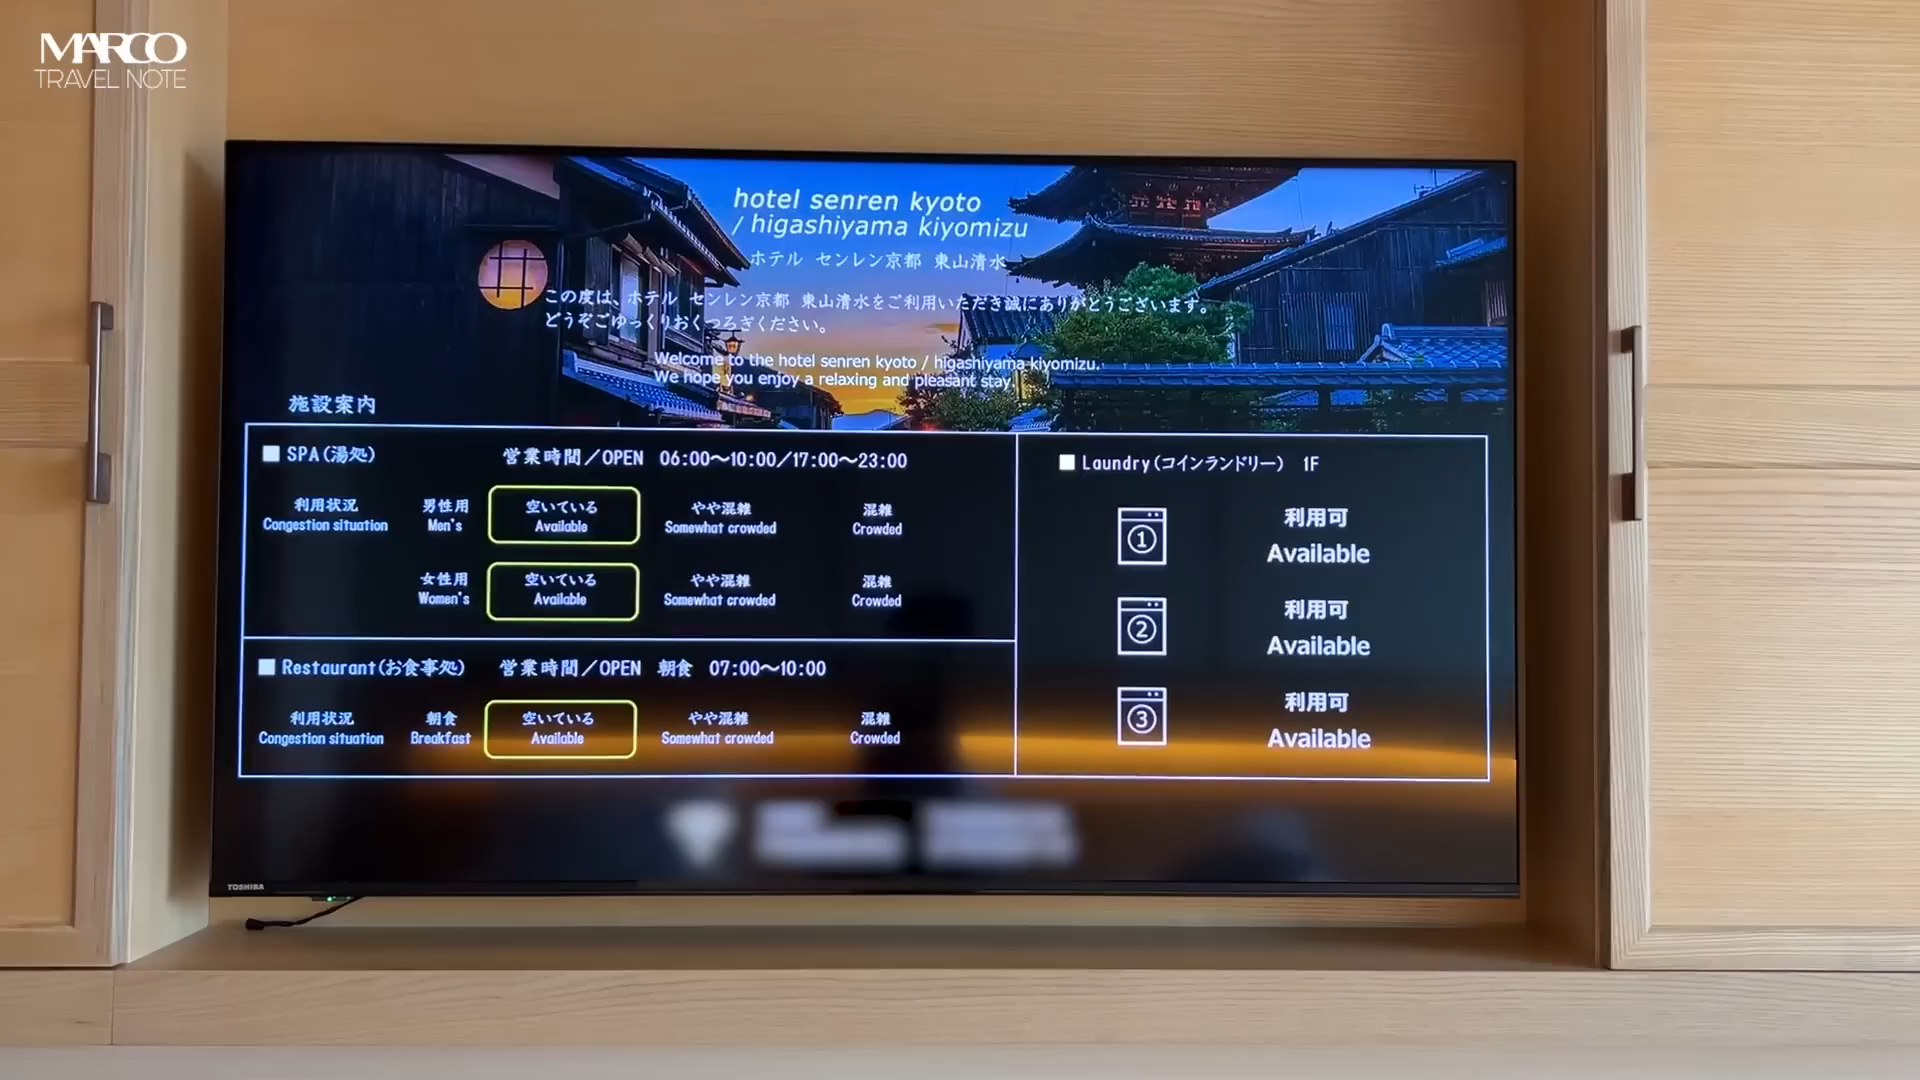 MARCO
TRAVEL NOTE
hotel senren kyoto
/ higashiyama kiyomizu
ホテル センレン京都 東山清水
この度は、ホテル センレン京都 東山清水をご利用いただき誠にありがとうございます。
どうぞごゆっくりおくつろぎください。
Welcome to the hotel senren kyoto / higashiyama kiyomizu.
We hope you enjoy a relaxing and pleasant stay.
施設案内
SPA(湯処) 営業時間/OPEN 06:00～10:00/17:00～23:00
利用状況 男性用 空いている やや混雑 混雑
Congestion situation Men's Available Somewhat crowded Crowded
女性用 空いている やや混雑 混雑
Women's Available Somewhat crowded Crowded
Restaurant(お食事処) 営業時間/OPEN 朝食 07:00～10:00
利用状況 朝食 空いている やや混雑 混雑
Congestion situation Breakfast Available Somewhat crowded Crowded
Laundry(コインランドリー) 1F
① 利用可
Available
② 利用可
Available
③ 利用可
Available
TOSHIBA